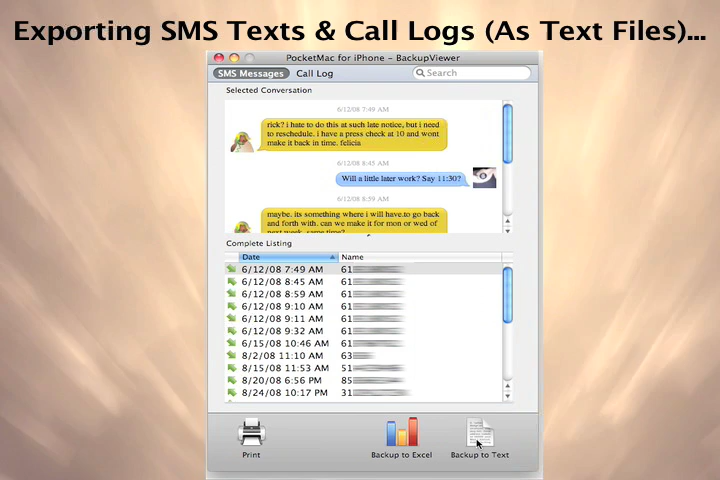 Exporting SMS Texts & Call Logs (As Text Files)...
PocketMac for iPhone – BackupViewer
SMS Messages Call Log Search
Selected Conversation
6/12/08 7:49 AM
rick? i hate to do this at such late notice, but i need
to reschedule. i have a press check at 10 and wont
make it back in time. felicia
6/12/08 8:45 AM
Will a little later work? Say 11:30?
6/12/08 8:59 AM
maybe. its something where i will have.to go back
and forth with. can we make it for mon or wed of
next week, same time?
Complete Listing
Date Name
6/12/08 7:49 AM 61
6/12/08 8:45 AM 61
6/12/08 8:59 AM 61
6/12/08 9:10 AM 61
6/12/08 9:11 AM 61
6/12/08 9:32 AM 61
6/15/08 10:46 AM 61
8/2/08 11:10 AM 63
8/15/08 11:53 AM 51
8/20/08 6:56 PM 85
8/24/08 10:17 PM 31
Print Backup to Excel Backup to Text